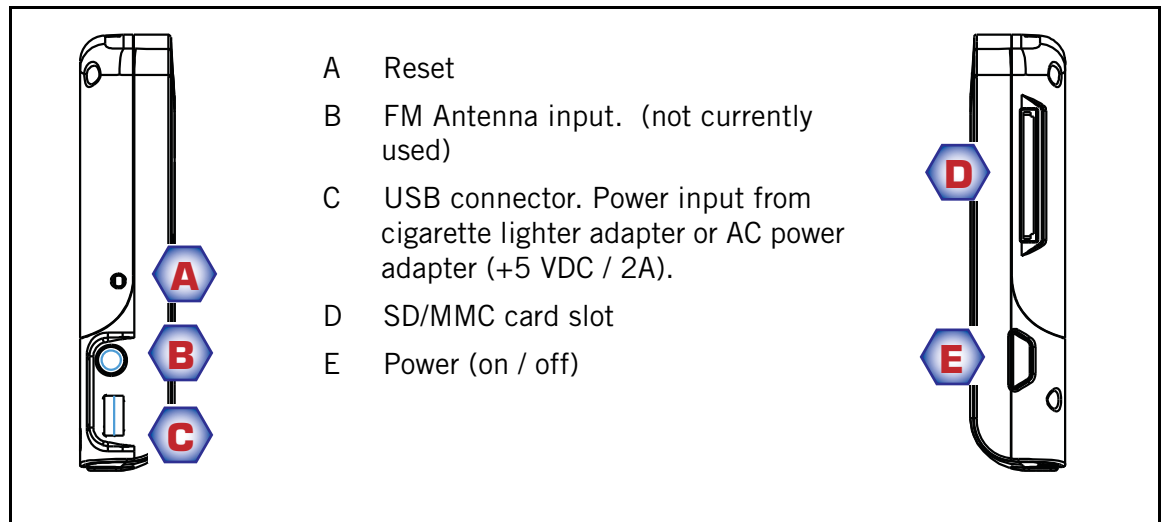 A Reset
B FM Antenna input. (not currently
used)
C USB connector. Power input from
cigarette lighter adapter or AC power
adapter (+5 VDC / 2A).
D SD/MMC card slot
E Power (on / off)
A
B
C
D
E